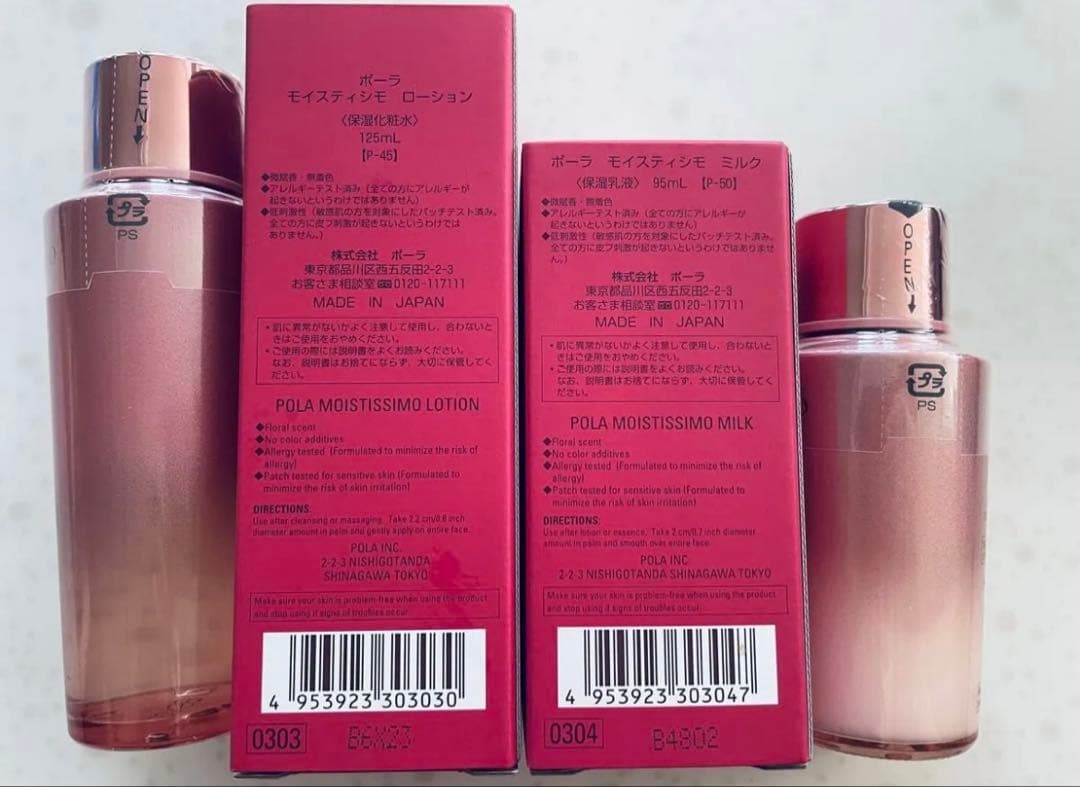 OPEN
プラ
PS
ポーラ
モイスティシモ ローション
〈保湿化粧水〉
125mL
【P-45】
◆微賦香・無着色
◆アレルギーテスト済み（全ての方にアレルギーが
起きないというわけではありません）
◆低刺激性（敏感肌の方を対象にしたパッチテスト済み。
全ての方に皮フ刺激が起きないというわけでは
ありません。）
株式会社 ポーラ
東京都品川区西五反田2-2-3
お客さま相談室 0120-117111
MADE IN JAPAN
・肌に異常がないかよく注意して使用し、合わないと
きはご使用をおやめください。
・ご使用の際には説明書をよくお読みください。
なお、説明書はお捨てにならず、大切に保管してく
ださい。
POLA MOISTISSIMO LOTION
◆Floral scent
◆No color additives
◆Allergy tested (Formulated to minimize the risk of
allergy)
◆Patch tested for sensitive skin (Formulated to
minimize the risk of skin irritation)
DIRECTIONS:
Use after cleansing or massaging. Take 2.2 cm/0.8 inch
diameter amount in palm and gently apply on entire face.
POLA INC.
2-2-3 NISHIGOTANDA
SHINAGAWA TOKYO
Make sure your skin is problem-free when using the product
and stop using if signs of troubles occur.
4 953923 303030
0303
B6X23
ポーラ モイスティシモ ミルク
〈保湿乳液〉 95mL 【P-50】
◆微賦香・無着色
◆アレルギーテスト済み（全ての方にアレルギーが
起きないというわけではありません）
◆低刺激性（敏感肌の方を対象にしたパッチテスト済み。
全ての方に皮フ刺激が起きないというわけではありませ
ん。）
株式会社 ポーラ
東京都品川区西五反田2-2-3
お客さま相談室 0120-117111
MADE IN JAPAN
・肌に異常がないかよく注意して使用し、合わないと
きはご使用をおやめください。
・ご使用の際には説明書をよくお読みください。
なお、説明書はお捨てにならず、大切に保管してく
ださい。
POLA MOISTISSIMO MILK
◆Floral scent
◆No color additives
◆Allergy tested (Formulated to minimize the risk of
allergy)
◆Patch tested for sensitive skin (Formulated to
minimize the risk of skin irritation)
DIRECTIONS:
Use after lotion or essence. Take 2 cm/0.7 inch diameter
amount in palm and smooth over entire face.
POLA INC.
2-2-3 NISHIGOTANDA SHINAGAWA TOKYO
Make sure your skin is problem-free when using the product
and stop using if signs of troubles occur.
4 953923 303047
0304
B4802
OPEN
プラ
PS